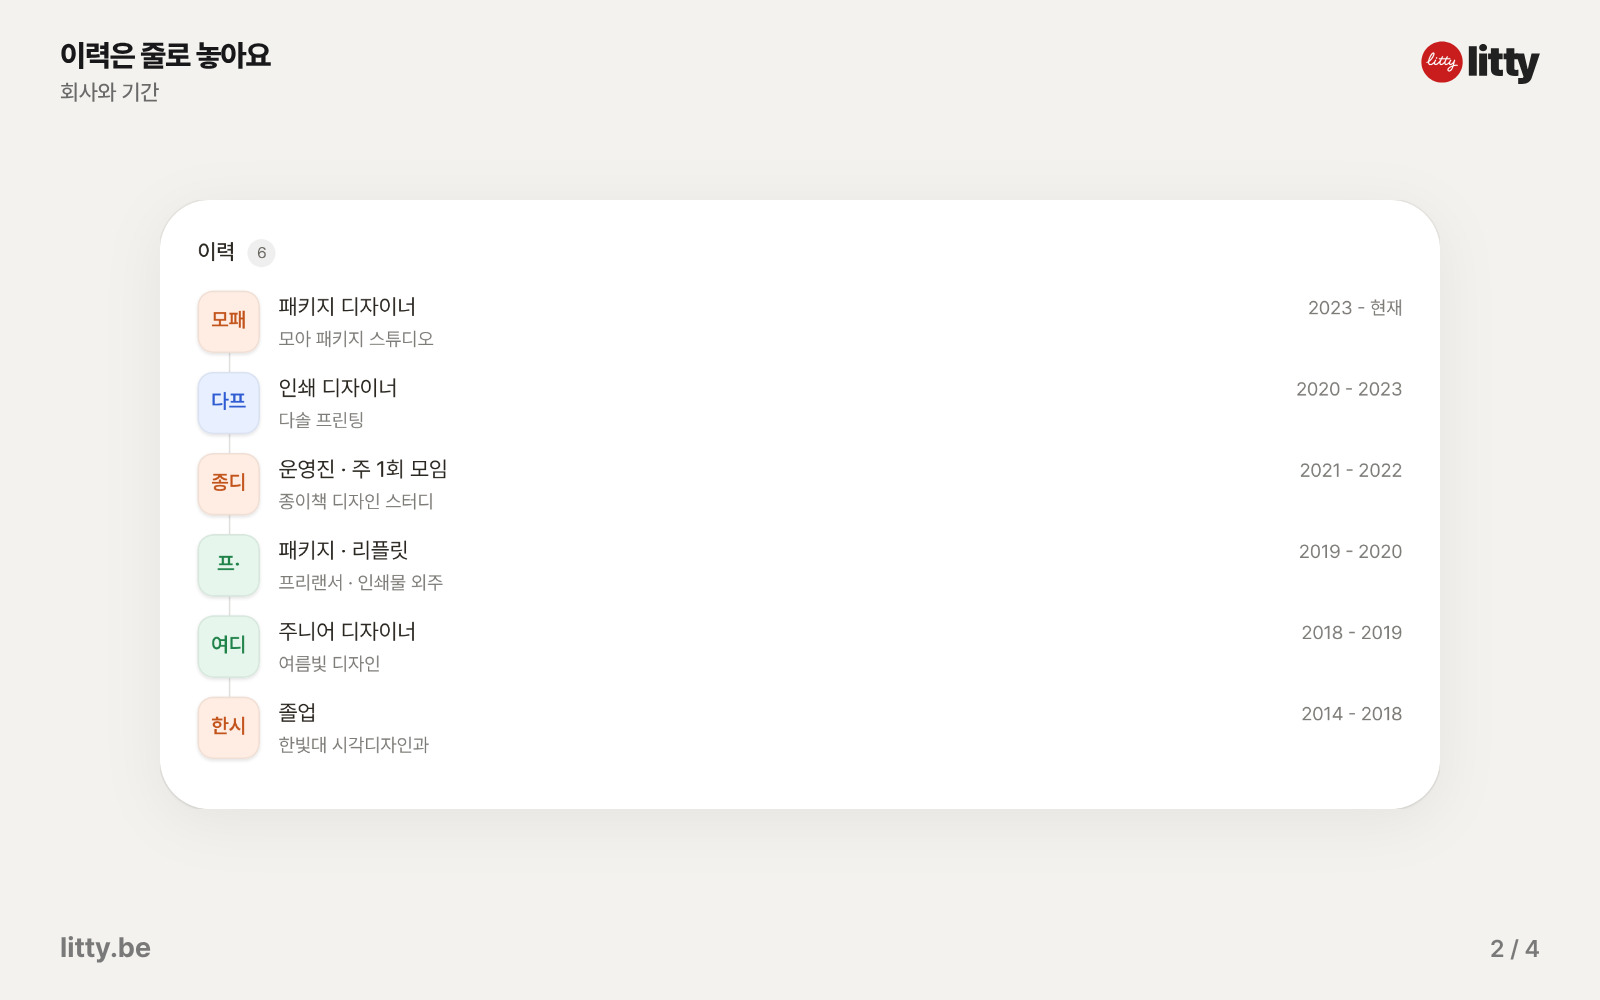 이력은 줄로 놓아요
회사와 기간
litty litty
이력 6
모패 패키지 디자이너 2023 - 현재
모아 패키지 스튜디오
다프 인쇄 디자이너 2020 - 2023
다솔 프린팅
종디 운영진 · 주 1회 모임 2021 - 2022
종이책 디자인 스터디
프· 패키지 · 리플릿 2019 - 2020
프리랜서 · 인쇄물 외주
여디 주니어 디자이너 2018 - 2019
여름빛 디자인
한시 졸업 2014 - 2018
한빛대 시각디자인과
litty.be 2 / 4